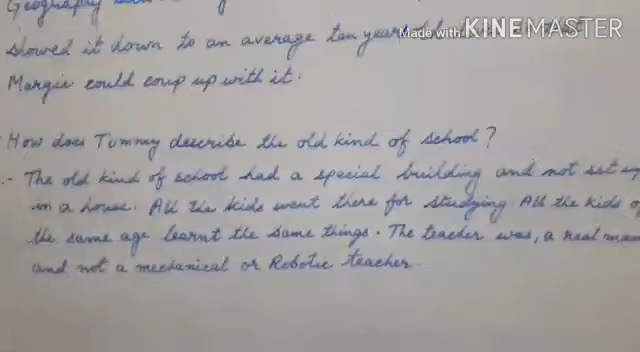 Geography
Made with KINEMASTER
slowed it down to an average ten year
Margie could coup up with it.
How does Tommy describe the old kind of school?
- The old kind of school had a special building and not set up
in a house. All the kids went there for studying. All the kids of
the same age learnt the same things. The teacher was, a real man
and not a mechanical or Robotic teacher